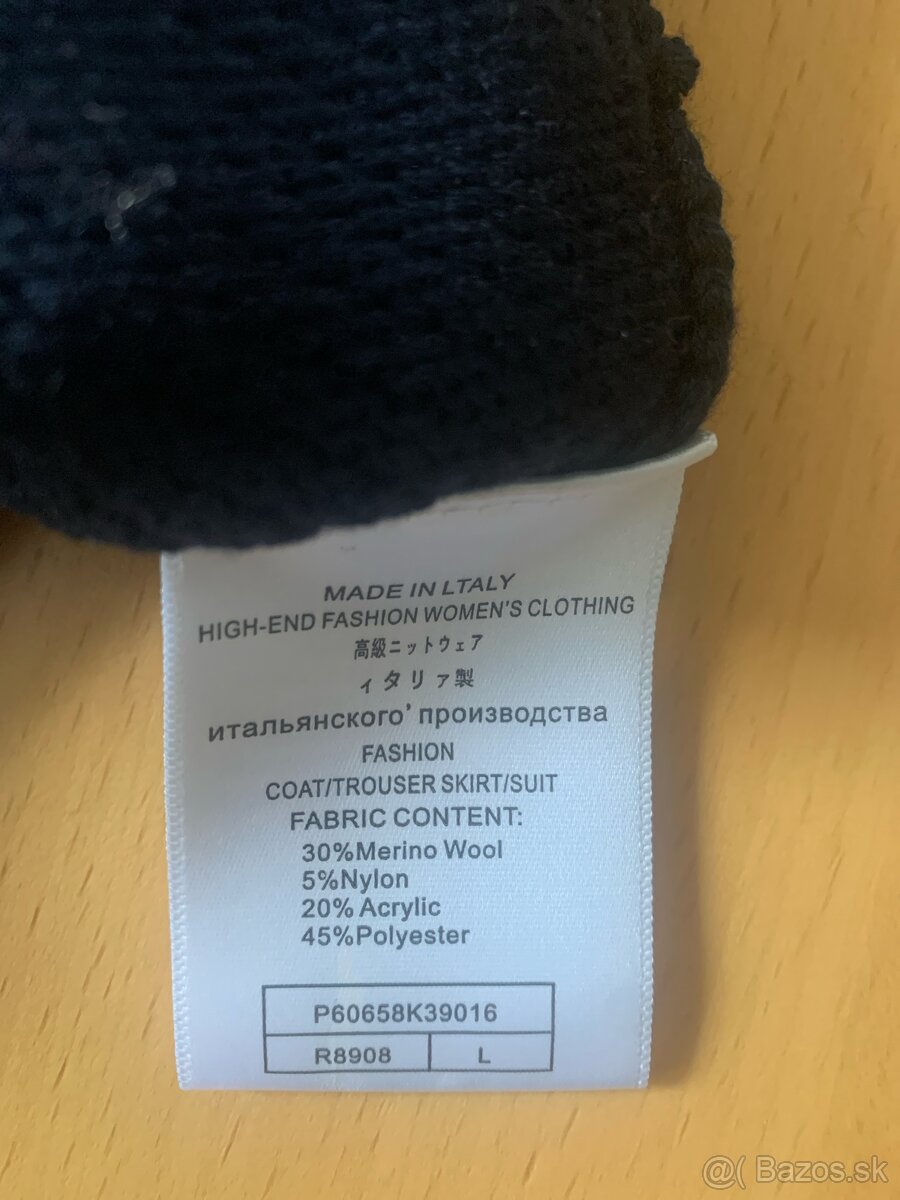 MADE IN LTALY
HIGH-END FASHION WOMEN'S CLOTHING
高級ニットウェア
ィタリァ製
итальянского' производства
FASHION
COAT/TROUSER SKIRT/SUIT
FABRIC CONTENT:
30%Merino Wool
5%Nylon
20% Acrylic
45%Polyester
P60658K39016
R8908 L
@( Bazos.sk